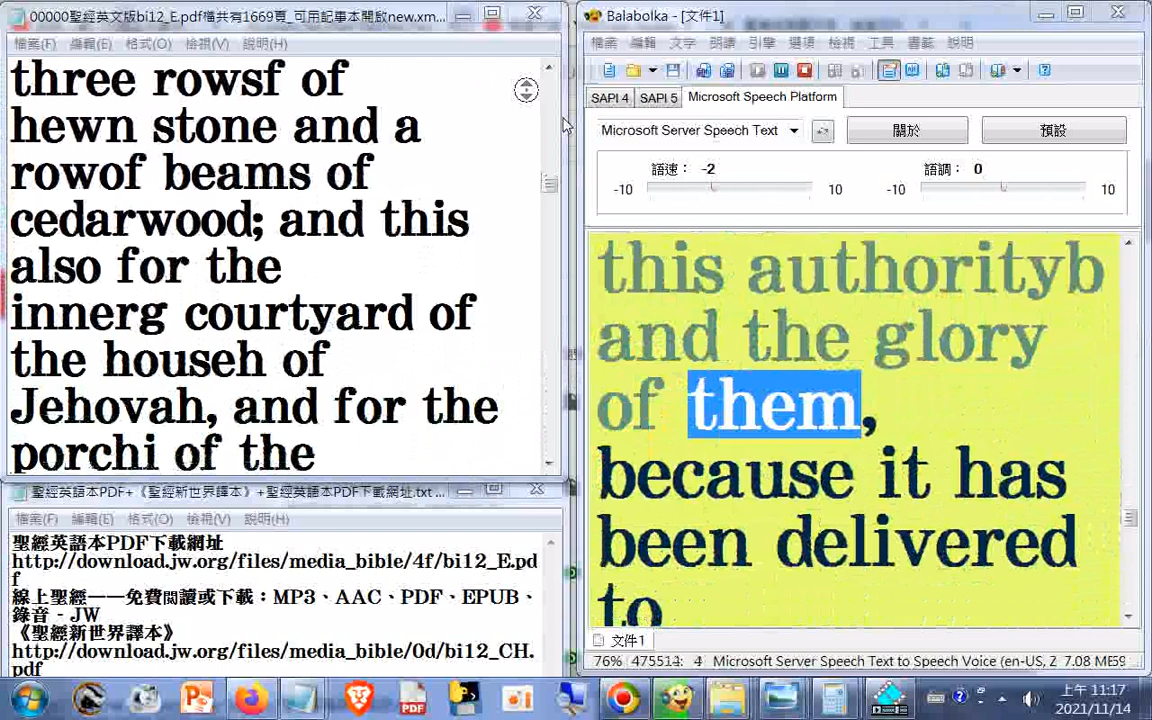 00000聖經英文版bi12_E.pdf檔共有1669頁_可用記事本開啟new.xm...
檔案(F) 編輯(E) 格式(O) 檢視(V) 說明(H)
three rowsf of
hewn stone and a
rowof beams of
cedarwood; and this
also for the
innerg courtyard of
the househ of
Jehovah, and for the
porchi of the
聖經英語本PDF+《聖經新世界譯本》+聖經英語本PDF下載網址.txt ...
檔案(F) 編輯(E) 格式(O) 檢視(V) 說明(H)
聖經英語本PDF下載網址
http://download.jw.org/files/media_bible/4f/bi12_E.pd
f
線上聖經——免費閱讀或下載：MP3、AAC、PDF、EPUB、
錄音 - JW
《聖經新世界譯本》
http://download.jw.org/files/media_bible/0d/bi12_CH.
pdf
Balabolka - [文件1]
檔案 編輯 文字 朗讀 引擎 選項 檢視 工具 書籤 說明
SAPI 4 SAPI 5 Microsoft Speech Platform
Microsoft Server Speech Text 關於 預設
語速： -2 語調： 0
-10 10 -10 10
this authorityb
and the glory
of them,
because it has
been delivered
to
文件1
76% 475514: 4 Microsoft Server Speech Text to Speech Voice (en-US, Z 7.08 ME59
上午 11:17
2021/11/14